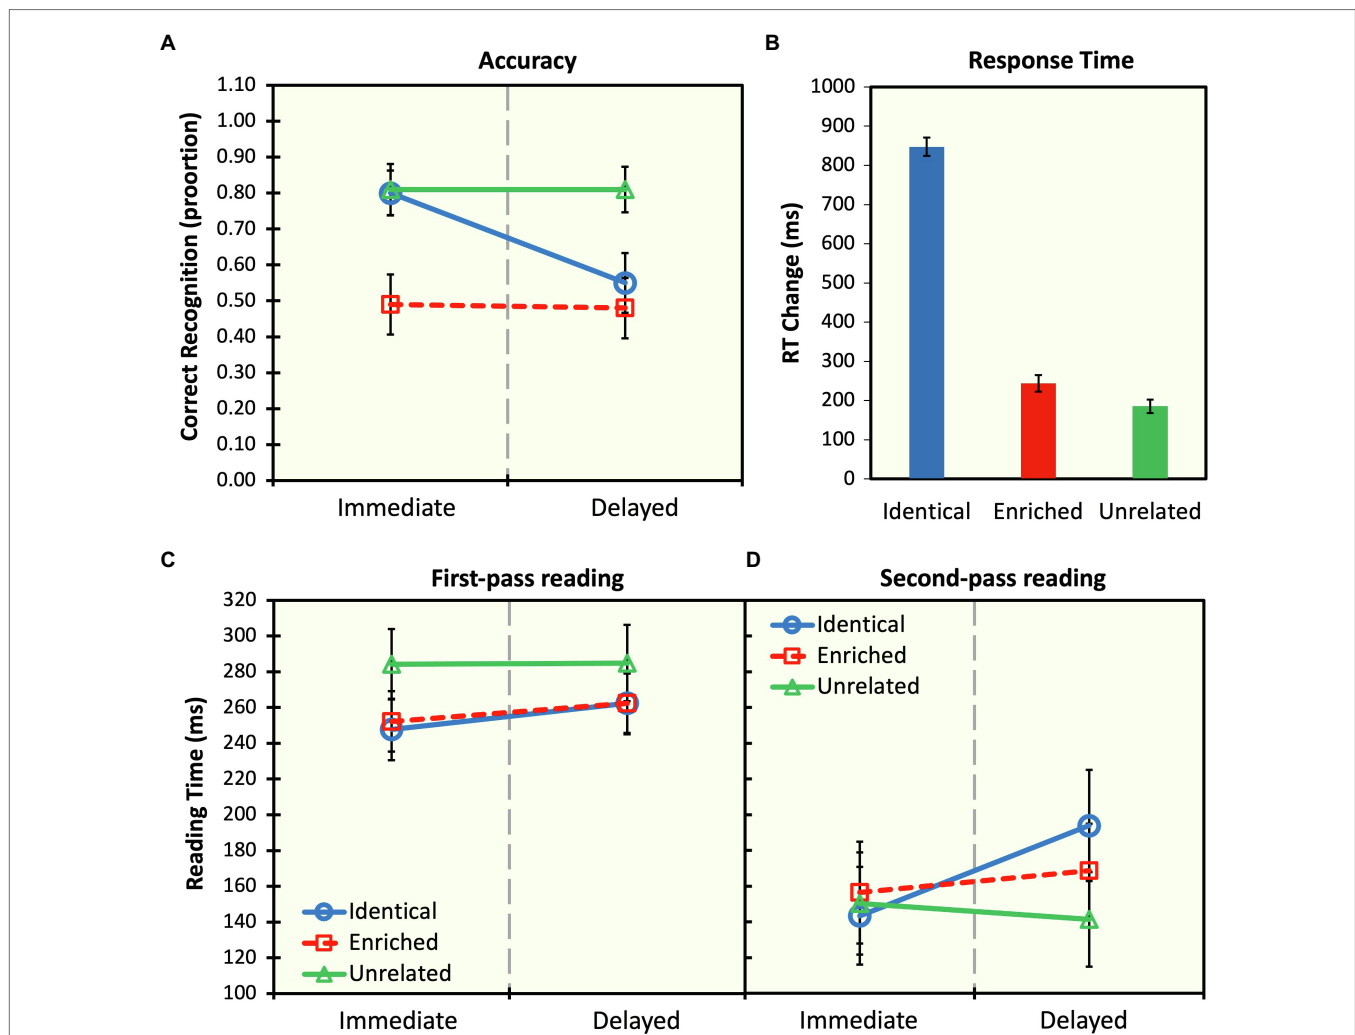 A
Accuracy
Correct Recognition (proortion)
1.10
1.00
0.90
0.80
0.70
0.60
0.50
0.40
0.30
0.20
0.10
0.00
Immediate
Delayed
B
Response Time
RT Change (ms)
1000
900
800
700
600
500
400
300
200
100
0
Identical
Enriched
Unrelated
C
First-pass reading
Reading Time (ms)
320
300
280
260
240
220
200
180
160
140
120
100
Identical
Enriched
Unrelated
Immediate
Delayed
D
Second-pass reading
Identical
Enriched
Unrelated
Immediate
Delayed